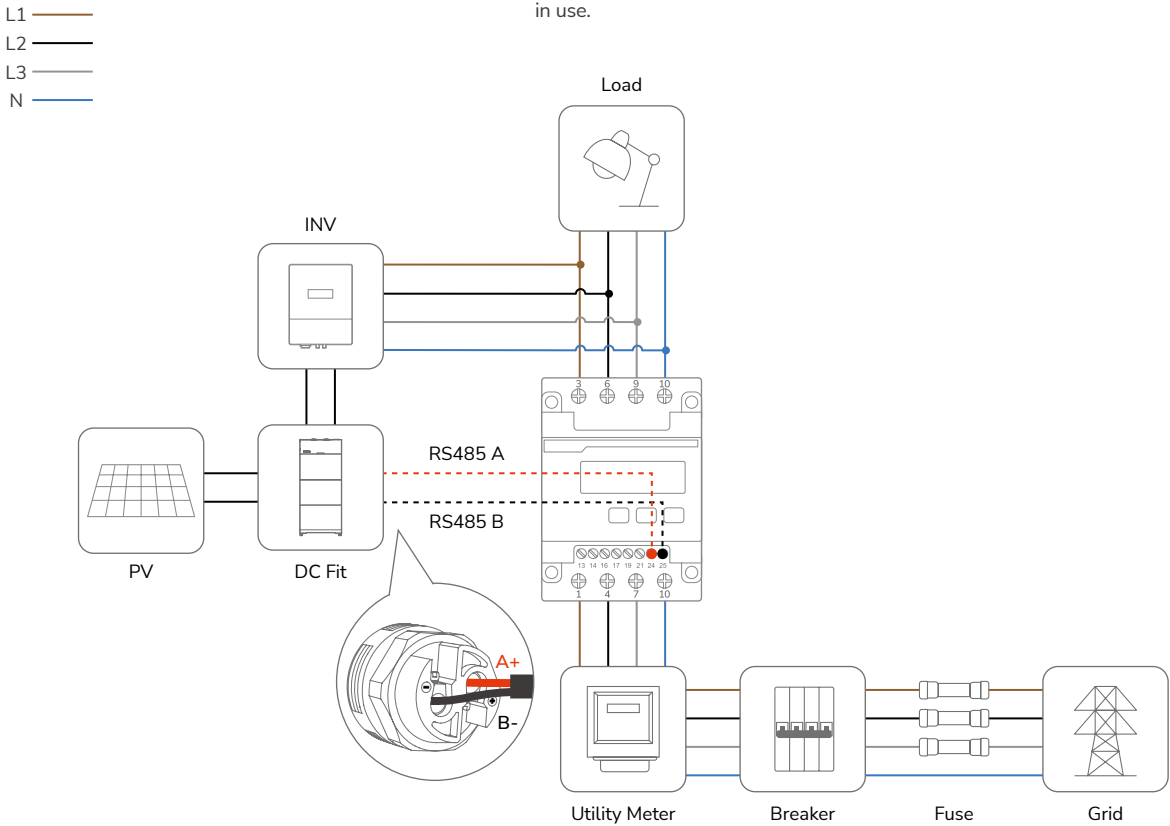 in use.
L1
L2
L3
N
Load
INV
3 6 9 10
RS485 A
RS485 B
13 14 16 17 19 21 24 25
1 4 7 10
PV
DC Fit
A+
B-
Utility Meter
Breaker
Fuse
Grid